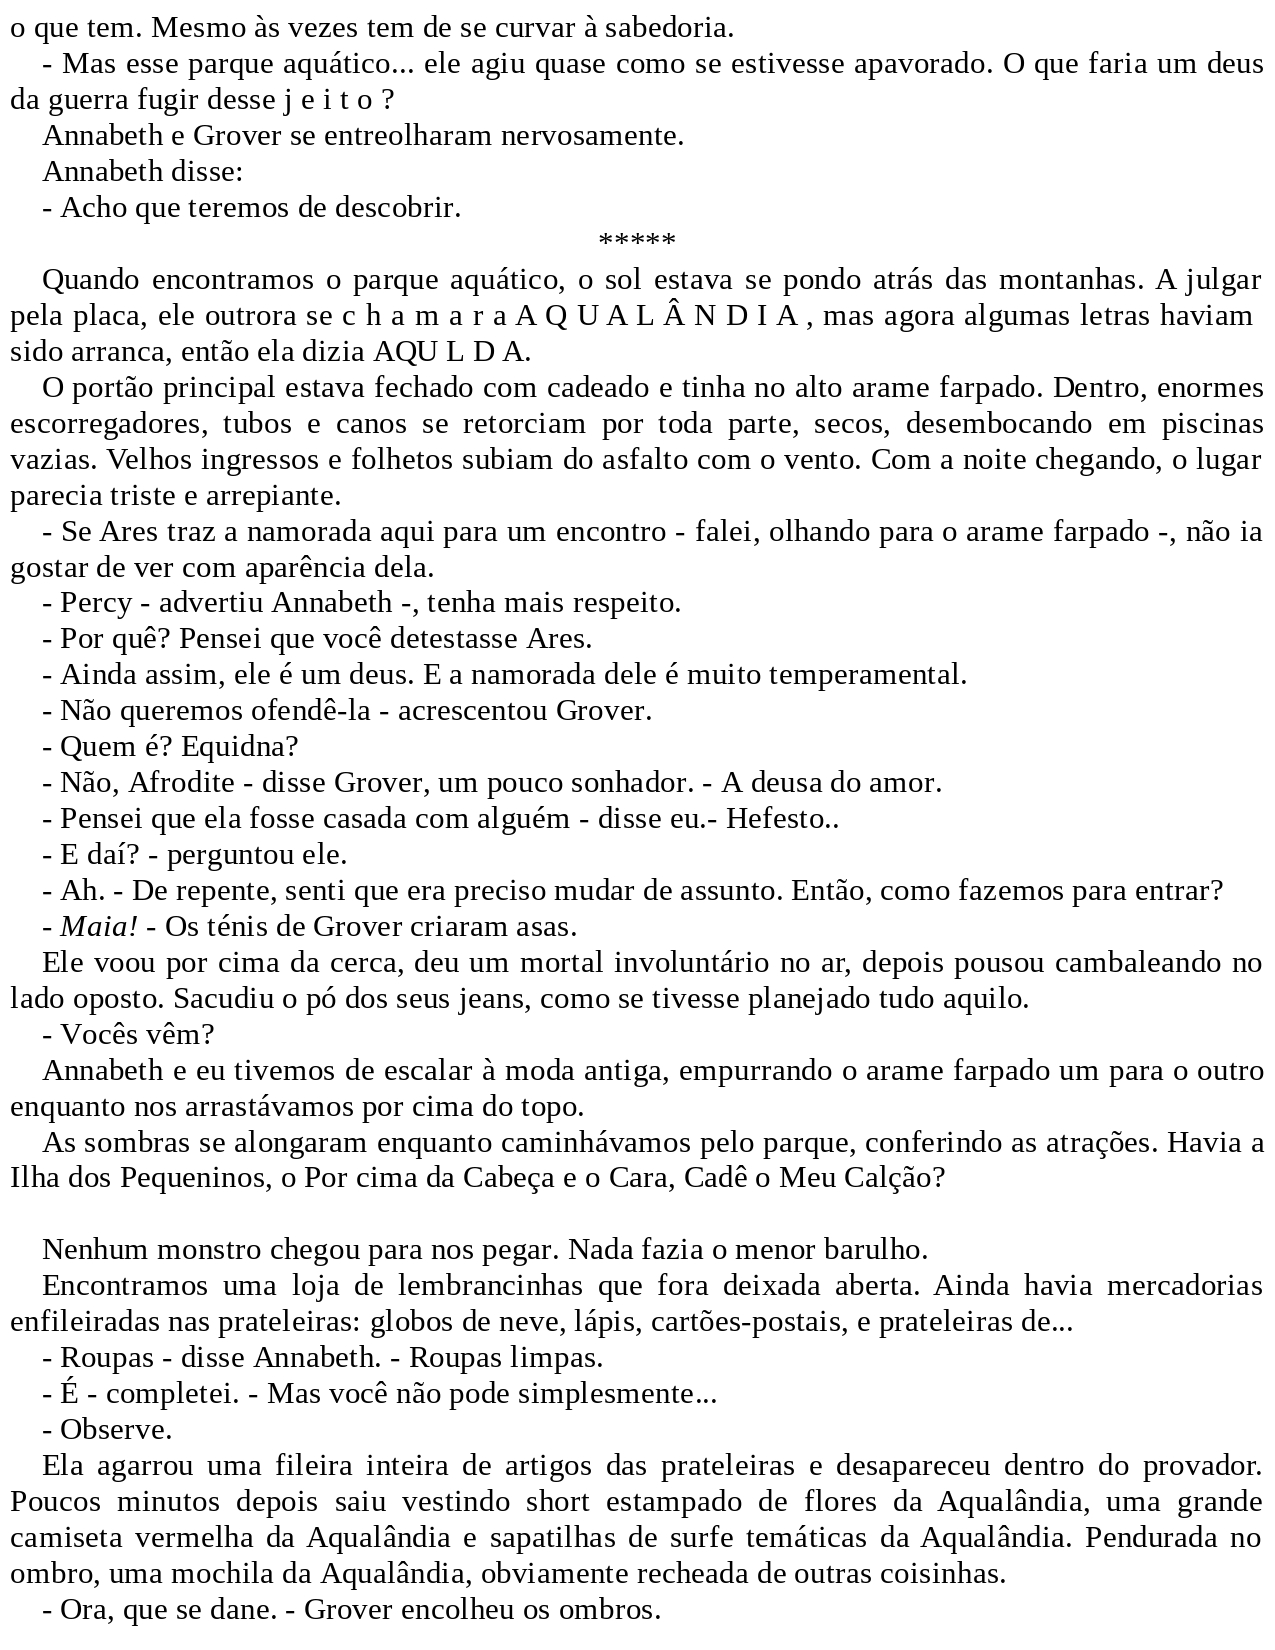 o que tem. Mesmo às vezes tem de se curvar à sabedoria.
- Mas esse parque aquático... ele agiu quase como se estivesse apavorado. O que faria um deus
da guerra fugir desse j e i t o ?
Annabeth e Grover se entreolharam nervosamente.
Annabeth disse:
- Acho que teremos de descobrir.
*****
Quando encontramos o parque aquático, o sol estava se pondo atrás das montanhas. A julgar
pela placa, ele outrora se c h a m a r a A Q U A L Â N D I A , mas agora algumas letras haviam
sido arranca, então ela dizia AQU L D A.
O portão principal estava fechado com cadeado e tinha no alto arame farpado. Dentro, enormes
escorregadores, tubos e canos se retorciam por toda parte, secos, desembocando em piscinas
vazias. Velhos ingressos e folhetos subiam do asfalto com o vento. Com a noite chegando, o lugar
parecia triste e arrepiante.
- Se Ares traz a namorada aqui para um encontro - falei, olhando para o arame farpado -, não ia
gostar de ver com aparência dela.
- Percy - advertiu Annabeth -, tenha mais respeito.
- Por quê? Pensei que você detestasse Ares.
- Ainda assim, ele é um deus. E a namorada dele é muito temperamental.
- Não queremos ofendê-la - acrescentou Grover.
- Quem é? Equidna?
- Não, Afrodite - disse Grover, um pouco sonhador. - A deusa do amor.
- Pensei que ela fosse casada com alguém - disse eu.- Hefesto..
- E daí? - perguntou ele.
- Ah. - De repente, senti que era preciso mudar de assunto. Então, como fazemos para entrar?
- Maia! - Os ténis de Grover criaram asas.
Ele voou por cima da cerca, deu um mortal involuntário no ar, depois pousou cambaleando no
lado oposto. Sacudiu o pó dos seus jeans, como se tivesse planejado tudo aquilo.
- Vocês vêm?
Annabeth e eu tivemos de escalar à moda antiga, empurrando o arame farpado um para o outro
enquanto nos arrastávamos por cima do topo.
As sombras se alongaram enquanto caminhávamos pelo parque, conferindo as atrações. Havia a
Ilha dos Pequeninos, o Por cima da Cabeça e o Cara, Cadê o Meu Calção?
Nenhum monstro chegou para nos pegar. Nada fazia o menor barulho.
Encontramos uma loja de lembrancinhas que fora deixada aberta. Ainda havia mercadorias
enfileiradas nas prateleiras: globos de neve, lápis, cartões-postais, e prateleiras de...
- Roupas - disse Annabeth. - Roupas limpas.
- É - completei. - Mas você não pode simplesmente...
- Observe.
Ela agarrou uma fileira inteira de artigos das prateleiras e desapareceu dentro do provador.
Poucos minutos depois saiu vestindo short estampado de flores da Aqualândia, uma grande
camiseta vermelha da Aqualândia e sapatilhas de surfe temáticas da Aqualândia. Pendurada no
ombro, uma mochila da Aqualândia, obviamente recheada de outras coisinhas.
- Ora, que se dane. - Grover encolheu os ombros.